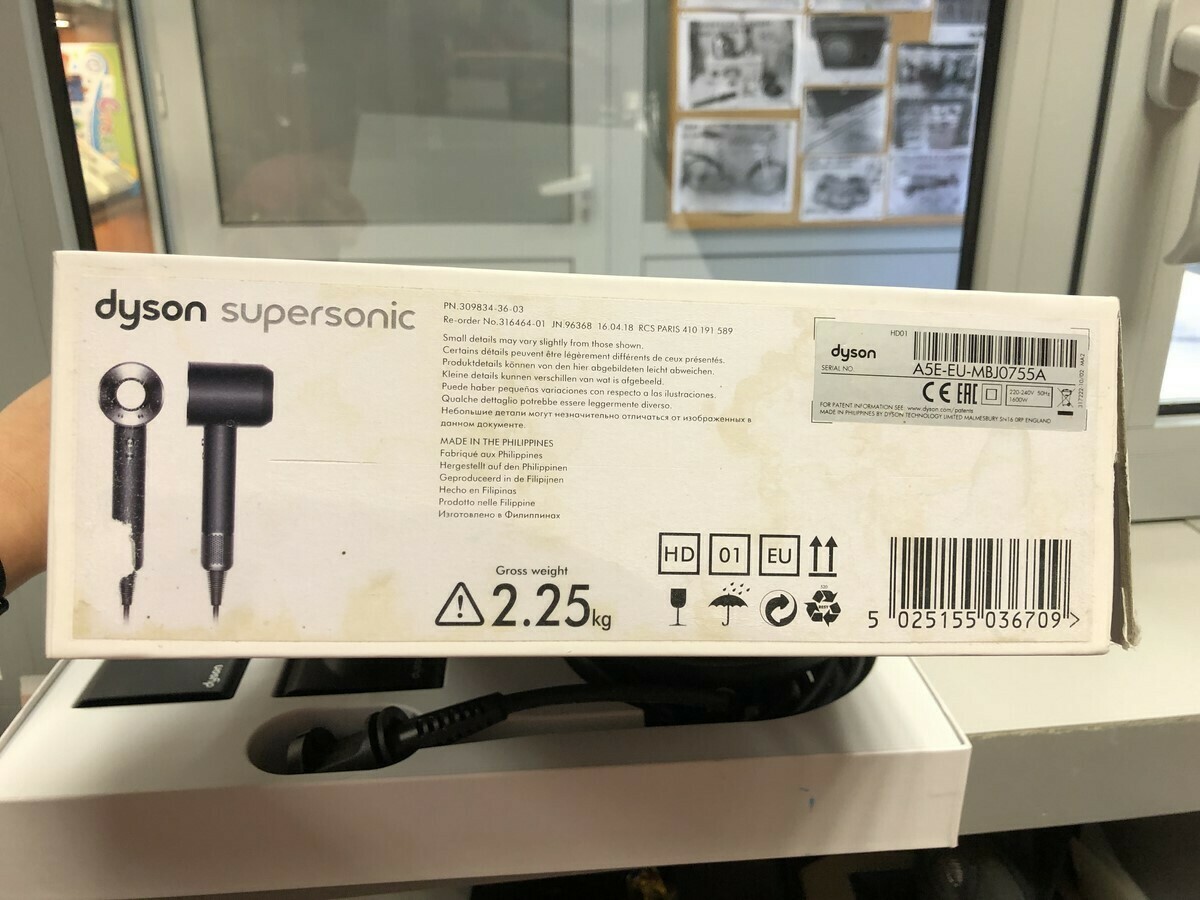 dyson supersonic
PN.309834-36-03
Re-order No.316464-01 JN.96368 16.04.18 RCS PARIS 410 191 589
Small details may vary slightly from those shown.
Certains détails peuvent être légèrement différents de ceux présentés.
Produktdetails können von den hier abgebildeten leicht abweichen.
Kleine details kunnen verschillen van wat is afgebeeld.
Puede haber pequeñas variaciones con respecto a las ilustraciones.
Qualche dettaglio potrebbe essere leggermente diverso.
Небольшие детали могут незначительно отличаться от изображенных в
данном документе.
MADE IN THE PHILIPPINES
Fabriqué aux Philippines
Hergestellt auf den Philippinen
Geproduceerd in de Filipijnen
Hecho en Filipinas
Prodotto nelle Filippine
Изготовлено в Филиппинах
Gross weight
2.25kg
HD01
dyson
SERIAL NO.
A5E-EU-MBJ0755A
CE EAC
220-240V 50Hz
1600W
FOR PATENT INFORMATION SEE: www.dyson.com/patents
MADE IN PHILIPPINES BY DYSON TECHNOLOGY LIMITED MALMESBURY SN16 0RP ENGLAND
317222 10/02 MA2
HD 01 EU
5 025155 036709 >
dyson